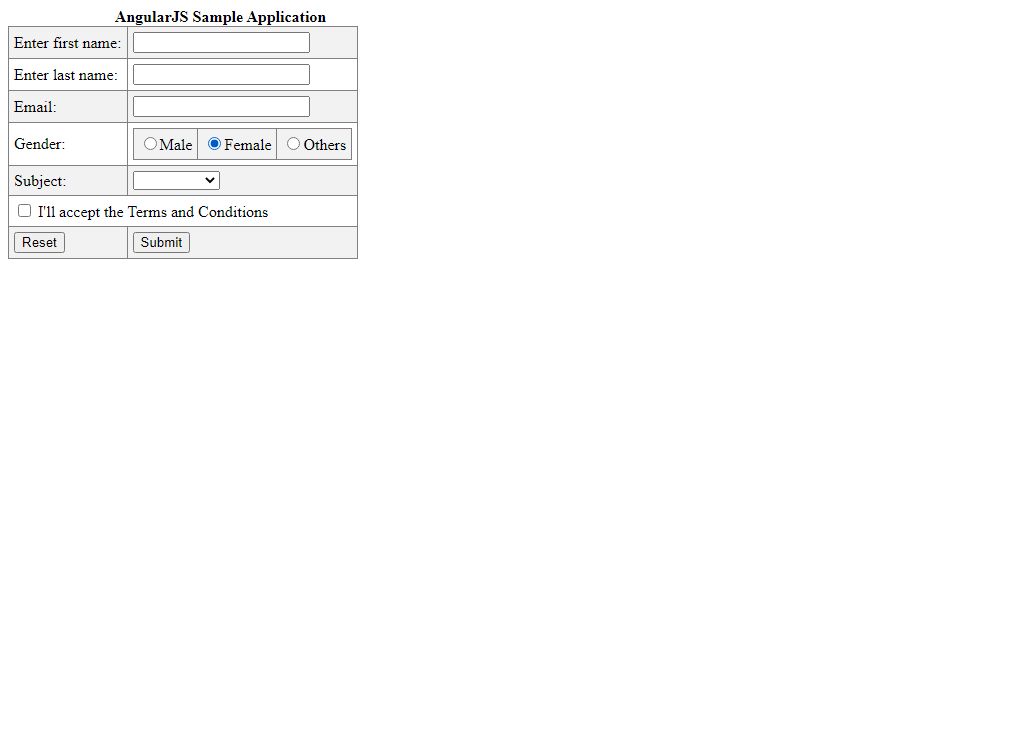 AngularJS Sample Application
Enter first name:
Enter last name:
Email:
Gender: Male Female Others
Subject:
I'll accept the Terms and Conditions
Reset Submit